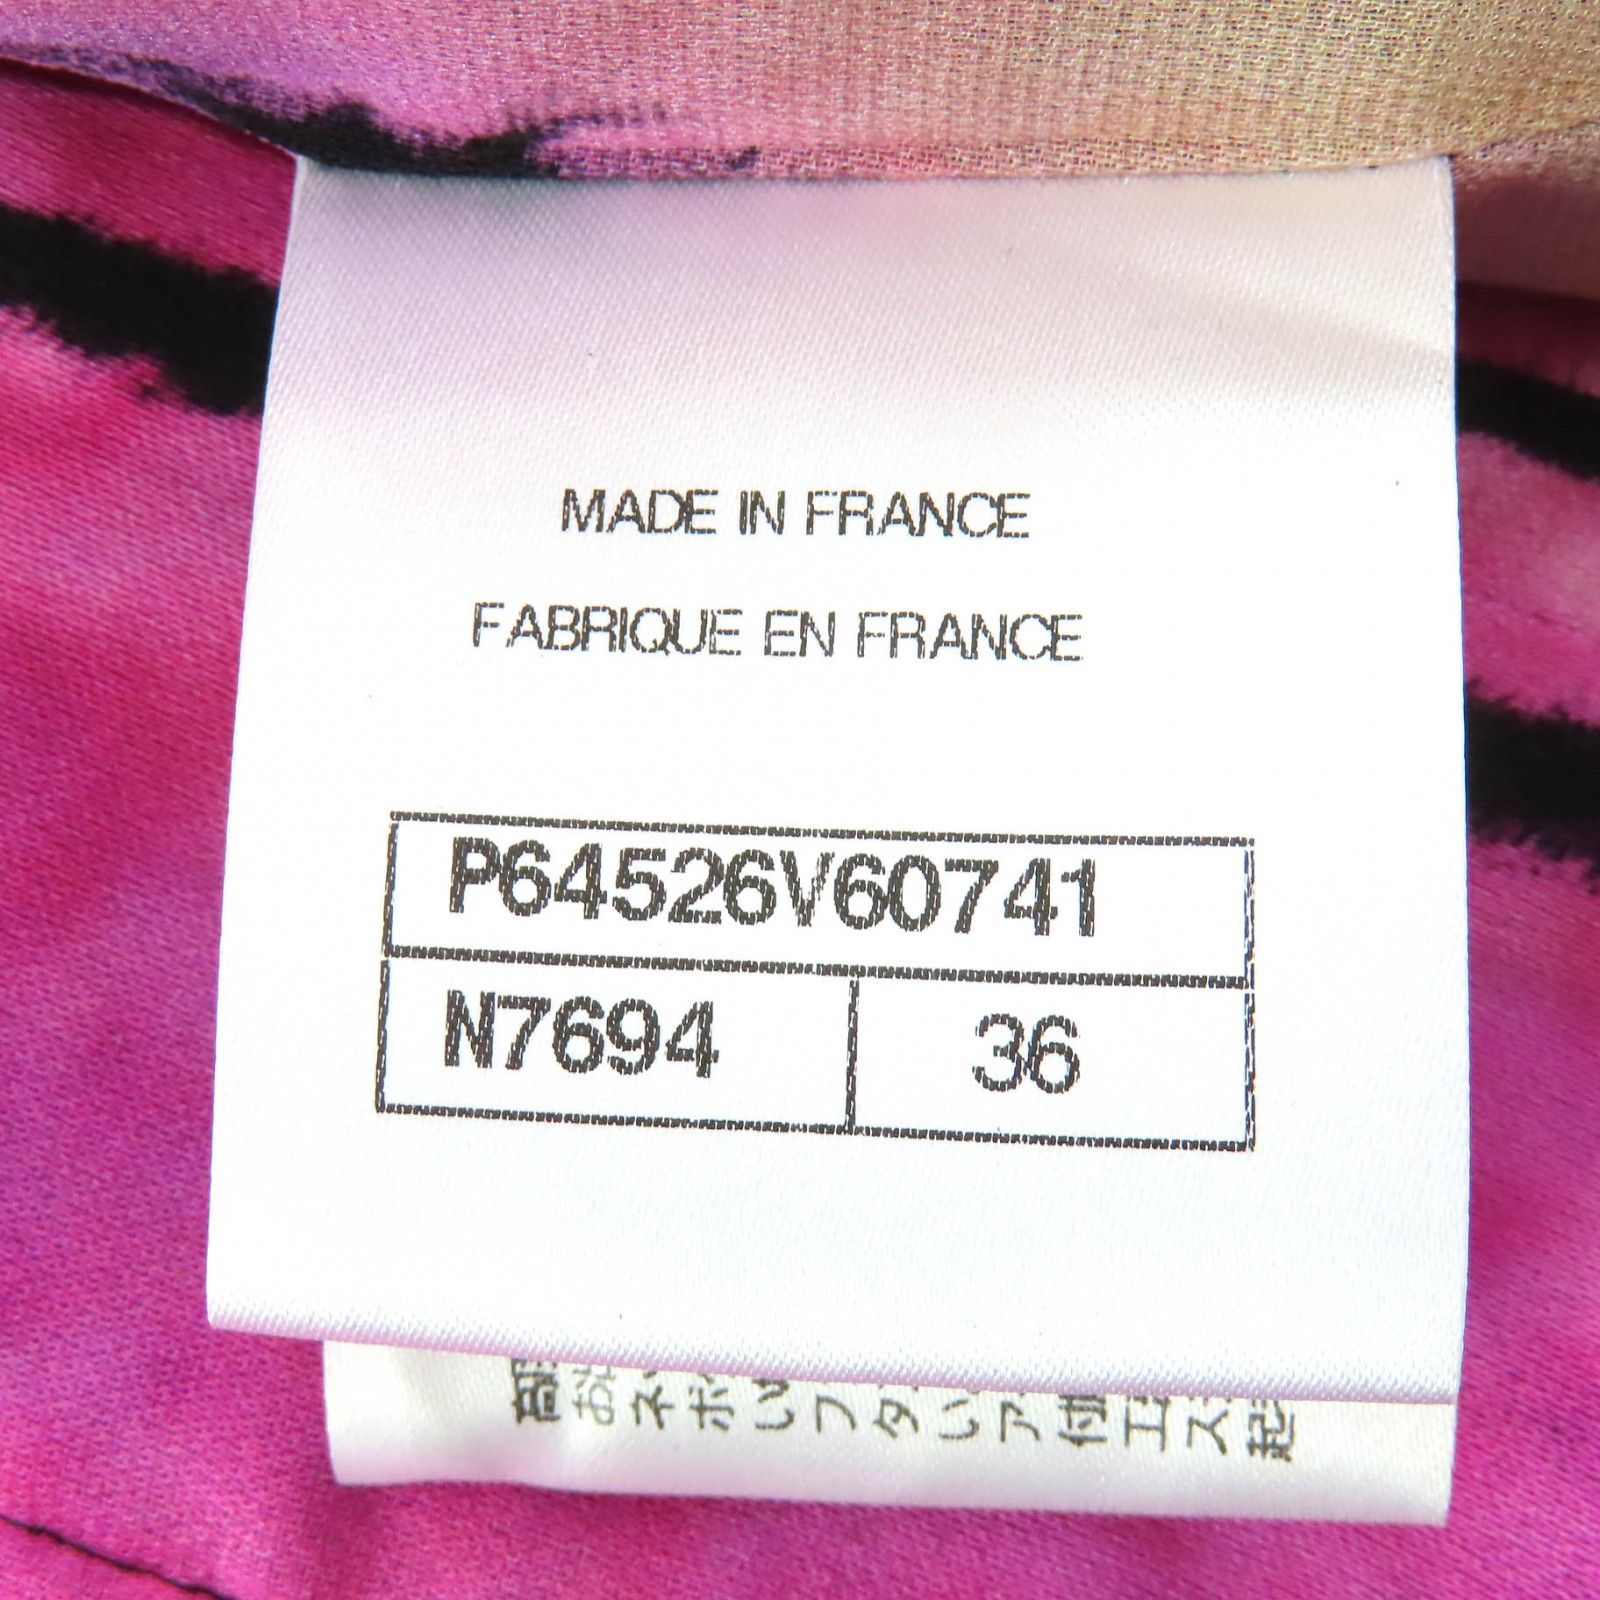 MADE IN FRANCE
FABRIQUE EN FRANCE
P64526V60741
N7694 36